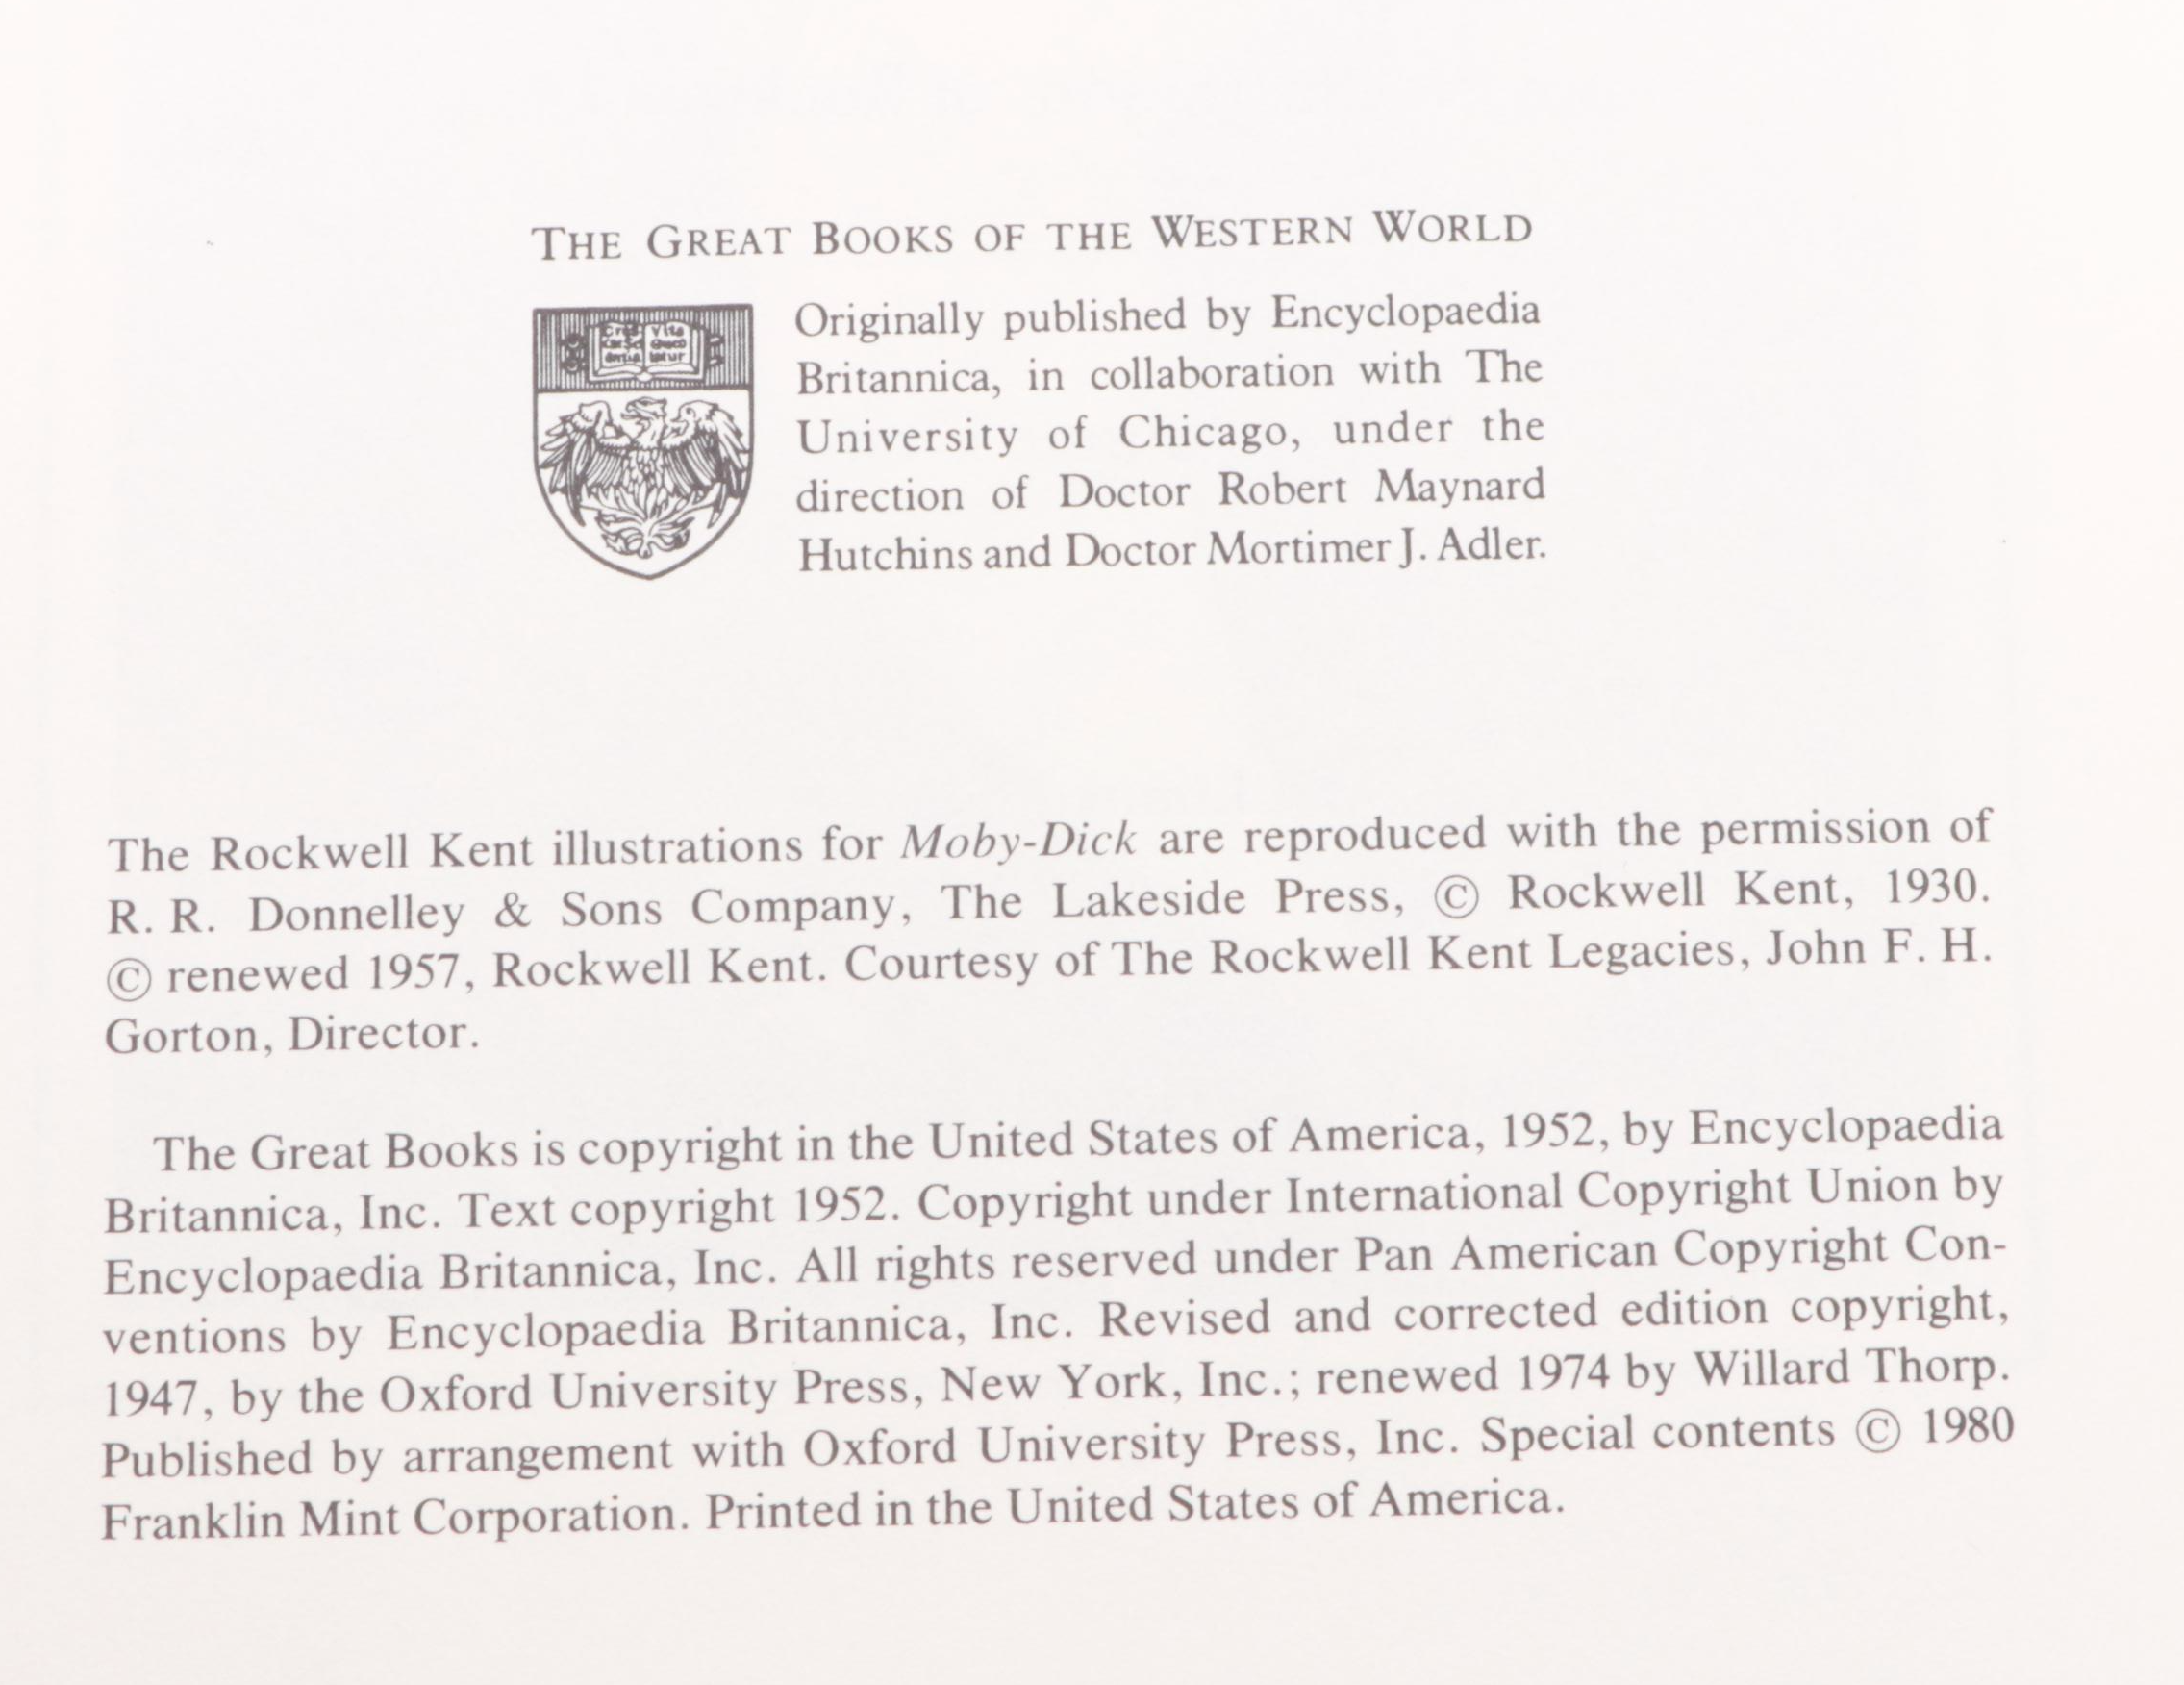 THE GREAT BOOKS OF THE WESTERN WORLD
Cres Vita
cat Sci Exco
entia latur
Originally published by Encyclopaedia
Britannica, in collaboration with The
University of Chicago, under the
direction of Doctor Robert Maynard
Hutchins and Doctor Mortimer J. Adler.
The Rockwell Kent illustrations for Moby-Dick are reproduced with the permission of
R. R. Donnelley & Sons Company, The Lakeside Press, © Rockwell Kent, 1930.
© renewed 1957, Rockwell Kent. Courtesy of The Rockwell Kent Legacies, John F. H.
Gorton, Director.
The Great Books is copyright in the United States of America, 1952, by Encyclopaedia
Britannica, Inc. Text copyright 1952. Copyright under International Copyright Union by
Encyclopaedia Britannica, Inc. All rights reserved under Pan American Copyright Con-
ventions by Encyclopaedia Britannica, Inc. Revised and corrected edition copyright,
1947, by the Oxford University Press, New York, Inc.; renewed 1974 by Willard Thorp.
Published by arrangement with Oxford University Press, Inc. Special contents © 1980
Franklin Mint Corporation. Printed in the United States of America.